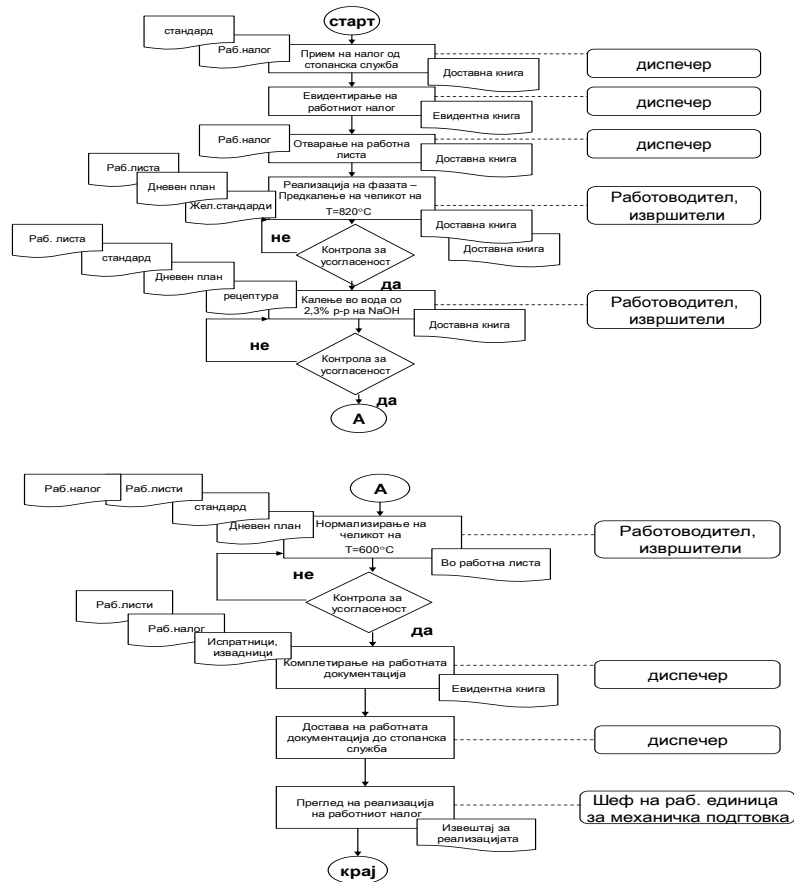 старт
стандард
Раб.налог
Прием на налог од
стопанска служба
Доставна книга
диспечер
Евидентирање на
работниот налог
Евидентна книга
диспечер
Раб.налог
Отварање на работна
листа
Доставна книга
диспечер
Раб.листа
Дневен план
Жел.стандарди
Реализација на фазата –
Предкалење на челикот на
Т=820°С
Доставна книга
Доставна книга
Работоводител,
извршители
не
Контрола за
усогласеност
да
Раб. листа
стандард
Дневен план
рецептура
Калење во вода со
2,3% р-р на NaOH
Доставна книга
Работоводител,
извршители
не
Контрола за
усогласеност
да
А
А
Раб.налог
Раб.листи
стандард
Дневен план
Нормализирање на
челикот на
Т=600°С
Во работна листа
Работоводител,
извршители
не
Контрола за
усогласеност
да
Раб.листи
Раб.налог
Испратници,
извадници
Комплетирање на работната
документација
Евидентна книга
диспечер
Достава на работната
документација до стопанска
служба
диспечер
Преглед на реализација
на работниот налог
Извештај за
реализацијата
Шеф на раб. единица
за механичка подгтовка
крај